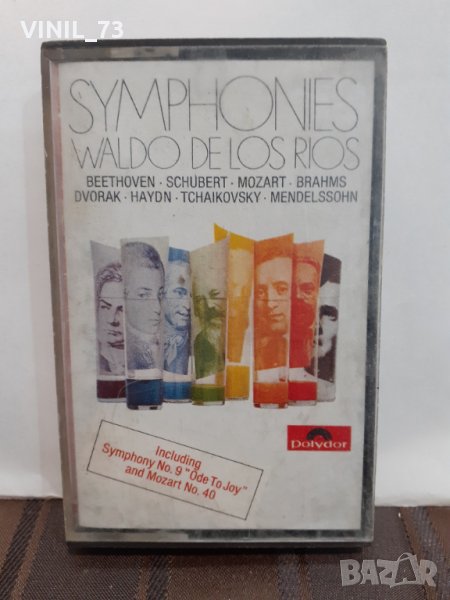 © VINIL_73
SYMPHONIES
WALDO DE LOS RIOS
BEETHOVEN · SCHUBERT · MOZART · BRAHMS
DVORAK · HAYDN · TCHAIKOVSKY · MENDELSSOHN
Including
Symphony No. 9 "Ode To Joy"
and Mozart No. 40
Polydor
BAZAR